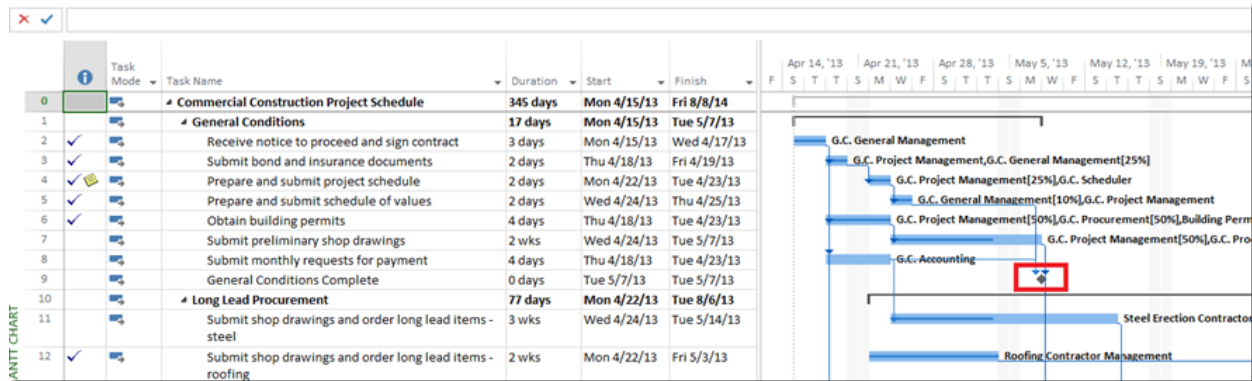 Task Mode Task Name Duration Start Finish
Apr 14, '13 Apr 21, '13 Apr 28, '13 May 5, '13 May 12, '13 May 19, '13 M
F S T T S M W F S T T S M W F S T T S M W F S
0 Commercial Construction Project Schedule 345 days Mon 4/15/13 Fri 8/8/14
1 General Conditions 17 days Mon 4/15/13 Tue 5/7/13
2 Receive notice to proceed and sign contract 3 days Mon 4/15/13 Wed 4/17/13 G.C. General Management
3 Submit bond and insurance documents 2 days Thu 4/18/13 Fri 4/19/13 G.C. Project Management,G.C. General Management[25%]
4 Prepare and submit project schedule 2 days Mon 4/22/13 Tue 4/23/13 G.C. Project Management[25%],G.C. Scheduler
5 Prepare and submit schedule of values 2 days Wed 4/24/13 Thu 4/25/13 G.C. General Management[10%],G.C. Project Management
6 Obtain building permits 4 days Thu 4/18/13 Tue 4/23/13 G.C. Project Management[50%],G.C. Procurement[50%],Building Perm
7 Submit preliminary shop drawings 2 wks Wed 4/24/13 Tue 5/7/13 G.C. Project Management[50%],G.C. Pro
8 Submit monthly requests for payment 4 days Thu 4/18/13 Tue 4/23/13 G.C. Accounting
9 General Conditions Complete 0 days Tue 5/7/13 Tue 5/7/13
10 Long Lead Procurement 77 days Mon 4/22/13 Tue 8/6/13
11 Submit shop drawings and order long lead items - steel 3 wks Wed 4/24/13 Tue 5/14/13 Steel Erection Contractor
12 Submit shop drawings and order long lead items - roofing 2 wks Mon 4/22/13 Fri 5/3/13 Roofing Contractor Management
GANTT CHART